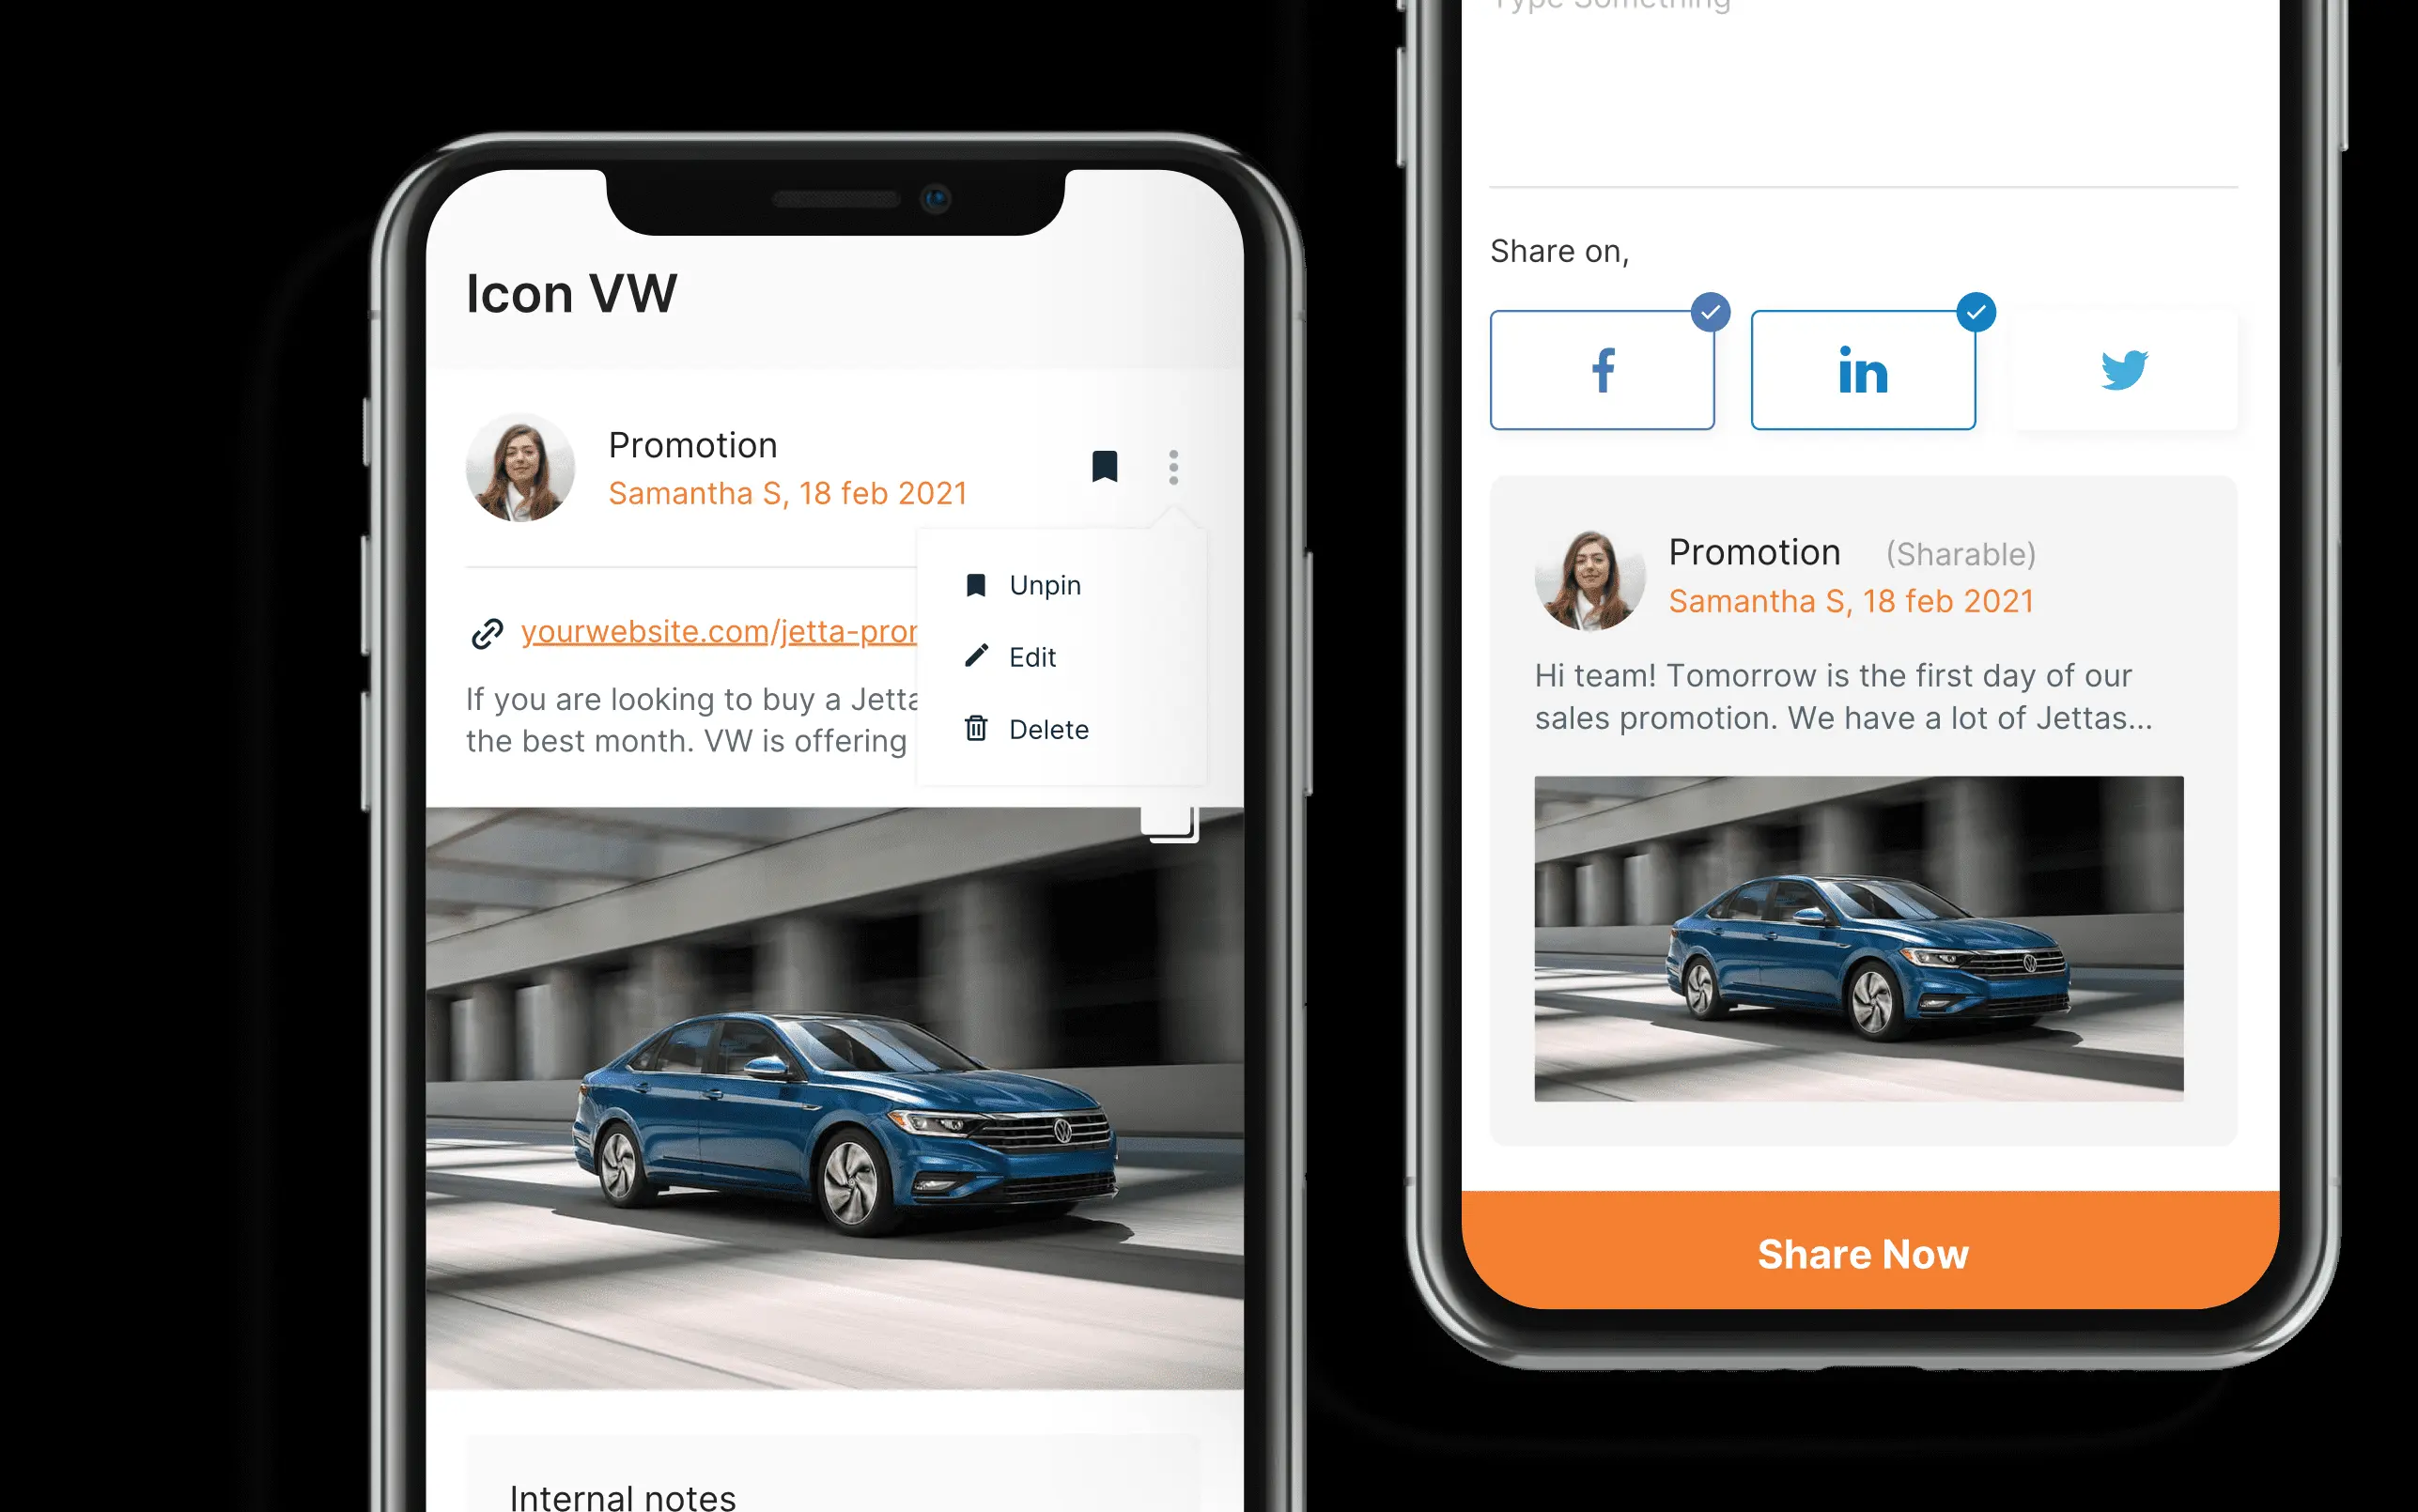 Icon VW
Promotion
Samantha S, 18 feb 2021
Unpin
Edit
Delete
yourwebsite.com/jetta-pror
If you are looking to buy a Jetta
the best month. VW is offering
Internal notes
Type Something
Share on,
f
in
Promotion (Sharable)
Samantha S, 18 feb 2021
Hi team! Tomorrow is the first day of our
sales promotion. We have a lot of Jettas...
Share Now